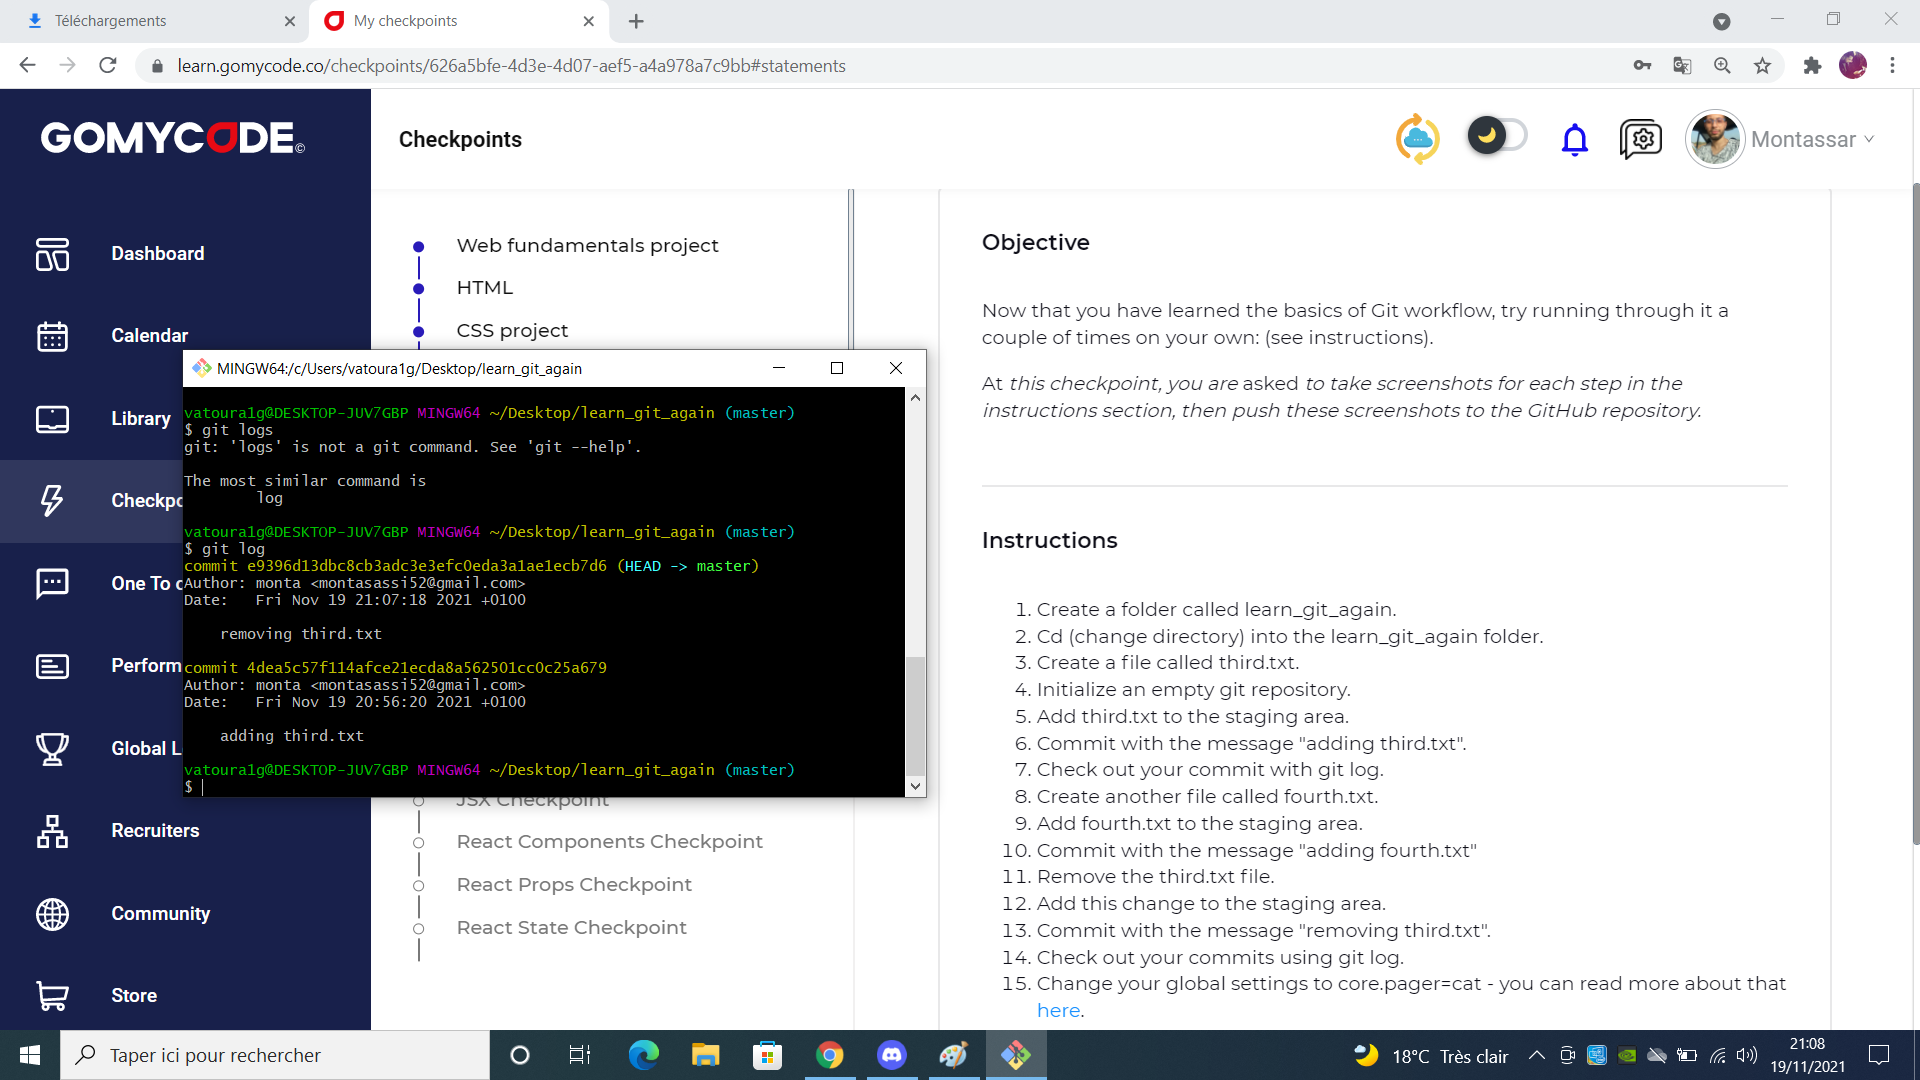 Téléchargements
My checkpoints
learn.gomycode.co/checkpoints/626a5bfe-4d3e-4d07-aef5-a4a978a7c9bb#statements
GOMYCODE©
Checkpoints
Montassar
Dashboard
Calendar
Library
Checkpo
One To o
Perform
Global L
Recruiters
Community
Store
Web fundamentals project
HTML
CSS project
MINGW64:/c/Users/vatoura1g/Desktop/learn_git_again
vatoura1g@DESKTOP-JUV7GBP MINGW64 ~/Desktop/learn_git_again (master)
$ git logs
git: 'logs' is not a git command. See 'git --help'.
The most similar command is
log
vatoura1g@DESKTOP-JUV7GBP MINGW64 ~/Desktop/learn_git_again (master)
$ git log
commit e9396d13dbc8cb3adc3e3efc0eda3a1ae1ecb7d6 (HEAD -> master)
Author: monta <montasassi52@gmail.com>
Date:   Fri Nov 19 21:07:18 2021 +0100
removing third.txt
commit 4dea5c57f114afce21ecda8a562501cc0c25a679
Author: monta <montasassi52@gmail.com>
Date:   Fri Nov 19 20:56:20 2021 +0100
adding third.txt
vatoura1g@DESKTOP-JUV7GBP MINGW64 ~/Desktop/learn_git_again (master)
$
JSX Checkpoint
React Components Checkpoint
React Props Checkpoint
React State Checkpoint
Objective
Now that you have learned the basics of Git workflow, try running through it a
couple of times on your own: (see instructions).
At this checkpoint, you are asked to take screenshots for each step in the
instructions section, then push these screenshots to the GitHub repository.
Instructions
1. Create a folder called learn_git_again.
2. Cd (change directory) into the learn_git_again folder.
3. Create a file called third.txt.
4. Initialize an empty git repository.
5. Add third.txt to the staging area.
6. Commit with the message "adding third.txt".
7. Check out your commit with git log.
8. Create another file called fourth.txt.
9. Add fourth.txt to the staging area.
10. Commit with the message "adding fourth.txt"
11. Remove the third.txt file.
12. Add this change to the staging area.
13. Commit with the message "removing third.txt".
14. Check out your commits using git log.
15. Change your global settings to core.pager=cat - you can read more about that
here.
Taper ici pour rechercher
18°C Très clair
21:08
19/11/2021